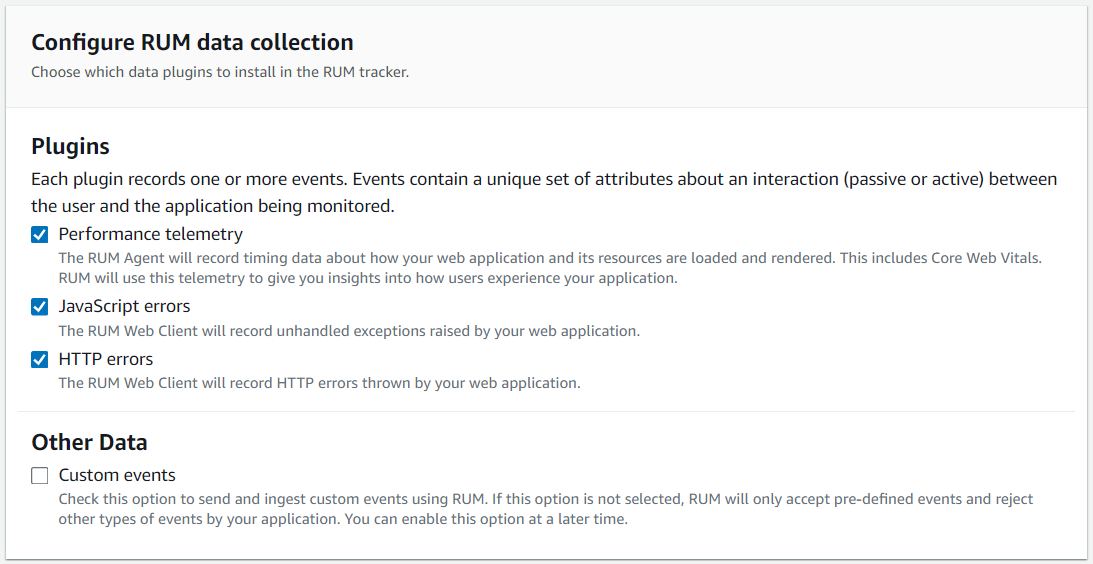 Configure RUM data collection
Choose which data plugins to install in the RUM tracker.
Plugins
Each plugin records one or more events. Events contain a unique set of attributes about an interaction (passive or active) between
the user and the application being monitored.
Performance telemetry
The RUM Agent will record timing data about how your web application and its resources are loaded and rendered. This includes Core Web Vitals.
RUM will use this telemetry to give you insights into how users experience your application.
JavaScript errors
The RUM Web Client will record unhandled exceptions raised by your web application.
HTTP errors
The RUM Web Client will record HTTP errors thrown by your web application.
Other Data
Custom events
Check this option to send and ingest custom events using RUM. If this option is not selected, RUM will only accept pre-defined events and reject
other types of events by your application. You can enable this option at a later time.